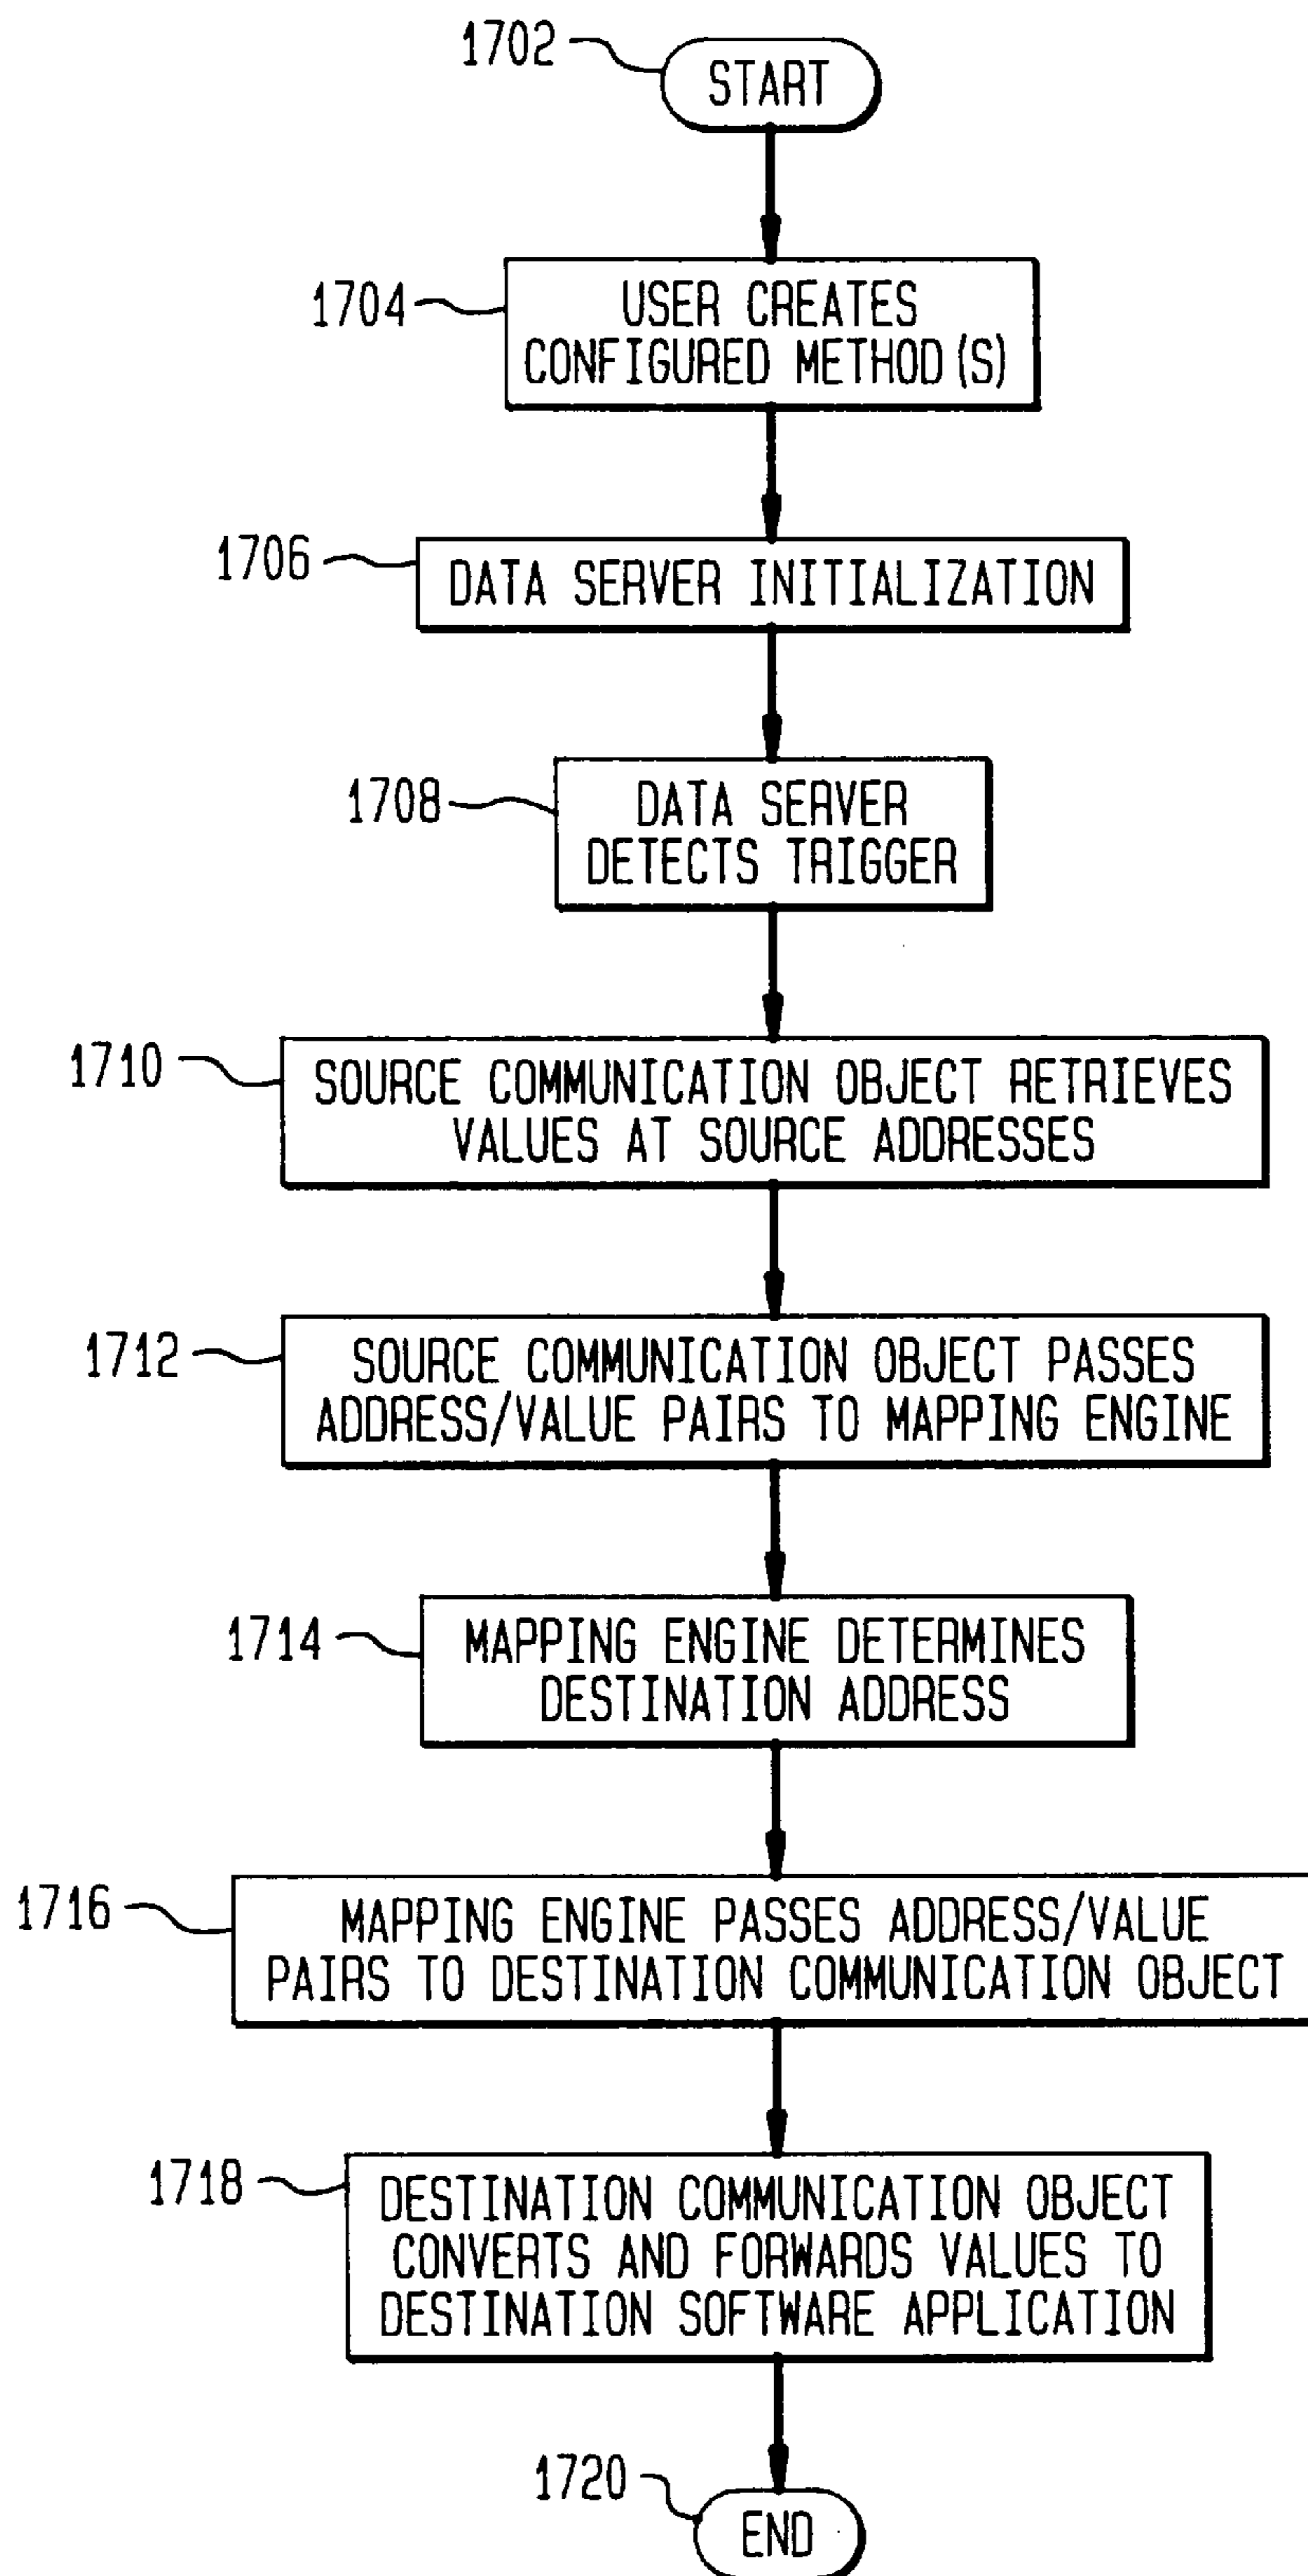 1702
START
1704
USER CREATES
CONFIGURED METHOD(S)
1706
DATA SERVER INITIALIZATION
1708
DATA SERVER
DETECTS TRIGGER
1710
SOURCE COMMUNICATION OBJECT RETRIEVES
VALUES AT SOURCE ADDRESSES
1712
SOURCE COMMUNICATION OBJECT PASSES
ADDRESS/VALUE PAIRS TO MAPPING ENGINE
1714
MAPPING ENGINE DETERMINES
DESTINATION ADDRESS
1716
MAPPING ENGINE PASSES ADDRESS/VALUE
PAIRS TO DESTINATION COMMUNICATION OBJECT
1718
DESTINATION COMMUNICATION OBJECT
CONVERTS AND FORWARDS VALUES TO
DESTINATION SOFTWARE APPLICATION
1720
END